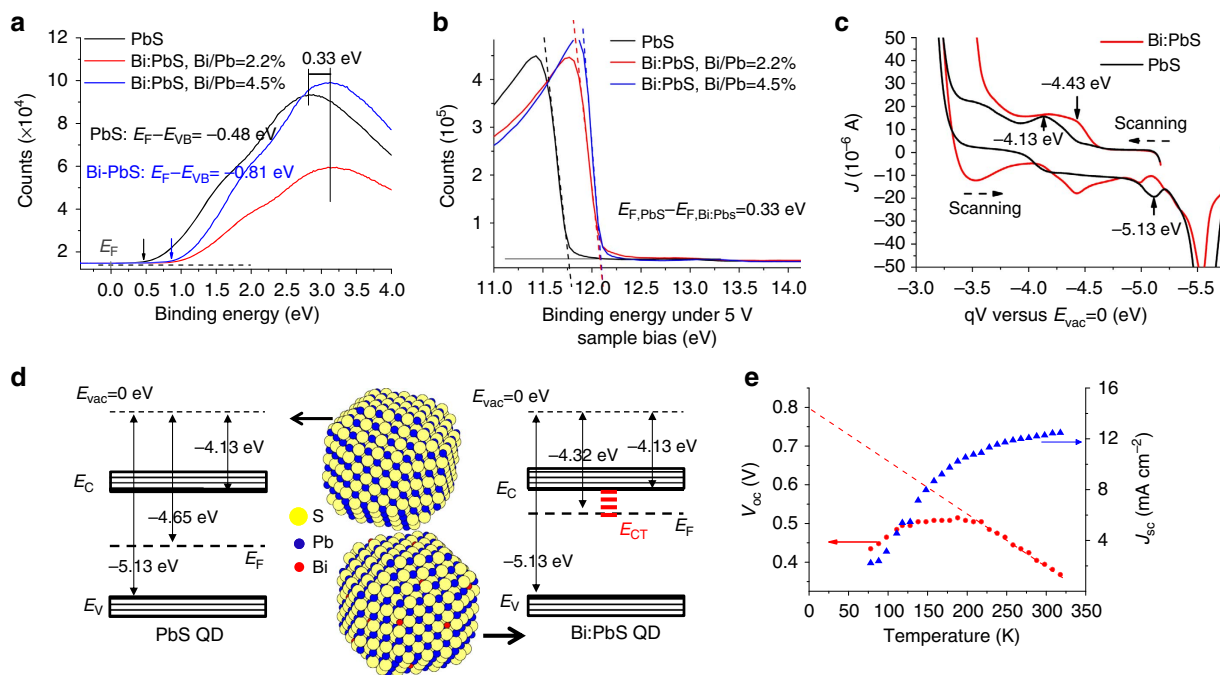 a
PbS
Bi:PbS, Bi/Pb=2.2%
Bi:PbS, Bi/Pb=4.5%
0.33 eV
PbS: E_F−E_VB= −0.48 eV
Bi-PbS: E_F−E_VB= −0.81 eV
E_F
Counts (×10⁴)
12
10
8
6
4
2
0.0 0.5 1.0 1.5 2.0 2.5 3.0 3.5 4.0
Binding energy (eV)
b
PbS
Bi:PbS, Bi/Pb=2.2%
Bi:PbS, Bi/Pb=4.5%
E_F,PbS−E_F,Bi:Pbs=0.33 eV
Counts (10⁵)
5
4
3
2
1
0
11.0 11.5 12.0 12.5 13.0 13.5 14.0
Binding energy under 5 V
sample bias (eV)
c
Bi:PbS
PbS
−4.43 eV
−4.13 eV
Scanning
Scanning
−5.13 eV
J (10⁻⁶ A)
50
40
30
20
10
0
−10
−20
−30
−40
−50
−3.0 −3.5 −4.0 −4.5 −5.0 −5.5
qV versus E_vac=0 (eV)
d
E_vac=0 eV
−4.13 eV
E_C
−4.65 eV
E_F
−5.13 eV
E_V
PbS QD
S
Pb
Bi
E_vac=0 eV
−4.13 eV
−4.32 eV
E_C
E_CT
E_F
−5.13 eV
E_V
Bi:PbS QD
e
V_oc (V)
0.8
0.7
0.6
0.5
0.4
0 50 100 150 200 250 300 350
Temperature (K)
16
12
8
4
0
J_sc (mA cm⁻²)